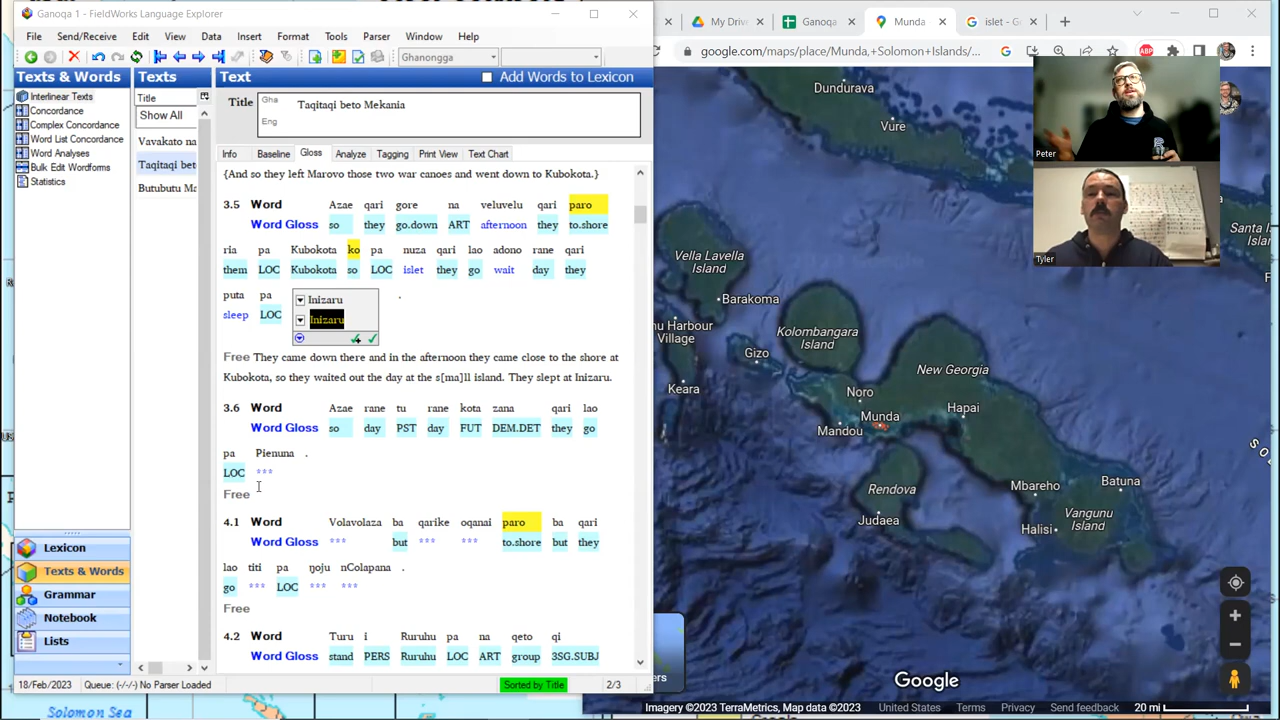 Ganoqa 1 - FieldWorks Language Explorer
File Send/Receive Edit View Data Insert Format Tools Parser Window Help
Ghanongga
Texts & Words
Interlinear Texts
Concordance
Complex Concordance
Word List Concordance
Word Analyses
Bulk Edit Wordforms
Statistics
Lexicon
Texts & Words
Grammar
Notebook
Lists
Texts
Title
Show All
Vavakato na
Taqitaqi beto
Butubutu Ma
Text
Add Words to Lexicon
Title Gha Taqitaqi beto Mekania
Eng
Info Baseline Gloss Analyze Tagging Print View Text Chart
{And so they left Marovo those two war canoes and went down to Kubokota.}
3.5 Word Azae qari gore na veluvelu qari paro
Word Gloss so they go.down ART afternoon they to.shore
ria pa Kubokota ko pa nuza qari lao adono rane qari
them LOC Kubokota so LOC islet they go wait day they
puta pa Inizaru .
sleep LOC Inizaru
Free They came down there and in the afternoon they came close to the shore at
Kubokota, so they waited out the day at the s[ma]ll island. They slept at Inizaru.
3.6 Word Azae rane tu rane kota zana qari lao
Word Gloss so day PST day FUT DEM.DET they go
pa Pienuna .
LOC ***
Free
4.1 Word Volavolaza ba qarike oqanai paro ba qari
Word Gloss *** but *** *** to.shore but they
lao titi pa ŋoju nColapana .
go *** LOC *** ***
Free
4.2 Word Turu i Ruruhu pa na qeto qi
Word Gloss stand PERS Ruruhu LOC ART group 3SG.SUBJ
18/Feb/2023 Queue: (-/-/-) No Parser Loaded Sorted by Title 2/3
My Drive
Ganoqa
Munda
islet - G
google.com/maps/place/Munda,+Solomon+Islands/...
ABP
Peter
Tyler
Dundurava
Vure
Vella Lavella
Island
Barakoma
Harbour
Village
Kolombangara
Island
Gizo
Keara
New Georgia
Noro
Munda
Hapai
Mandou
Rendova
Judaea
Mbareho
Batuna
Vangunu
Island
Halisi
Santa Is
Solomon Sea
Google
Imagery ©2023 TerraMetrics, Map data ©2023 United States Terms Privacy Send feedback 20 mi